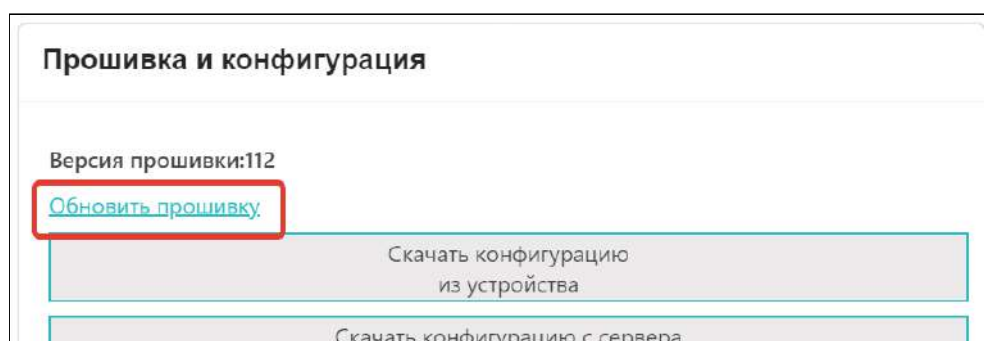 Прошивка и конфигурация
Версия прошивки:112
Обновить прошивку
Скачать конфигурацию
из устройства
Скачать конфигурацию с сервера